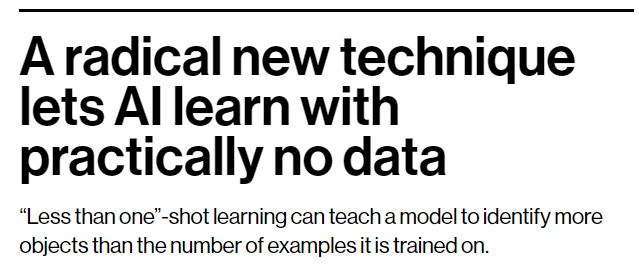 A radical new technique
lets AI learn with
practically no data
“Less than one”-shot learning can teach a model to identify more
objects than the number of examples it is trained on.